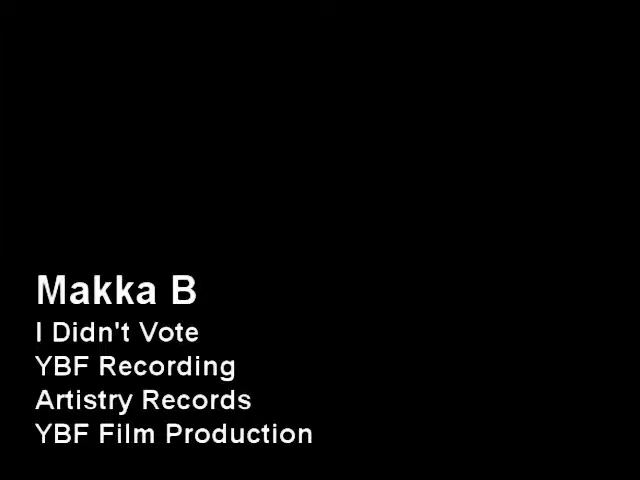 Makka B
I Didn't Vote
YBF Recording
Artistry Records
YBF Film Production